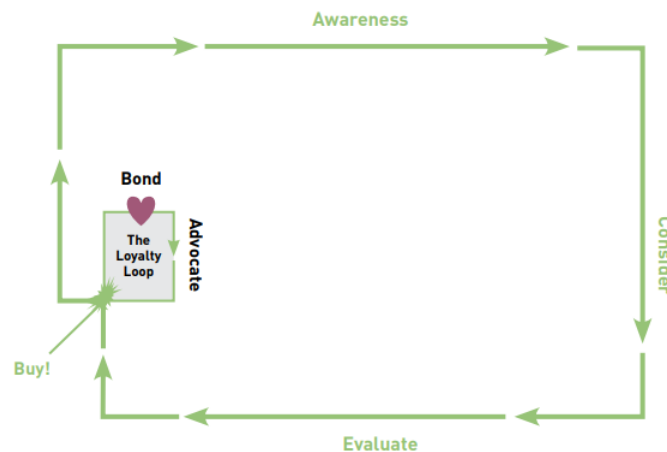 Awareness
Bond
The
Loyalty
Loop
Advocate
Consider
Buy!
Evaluate